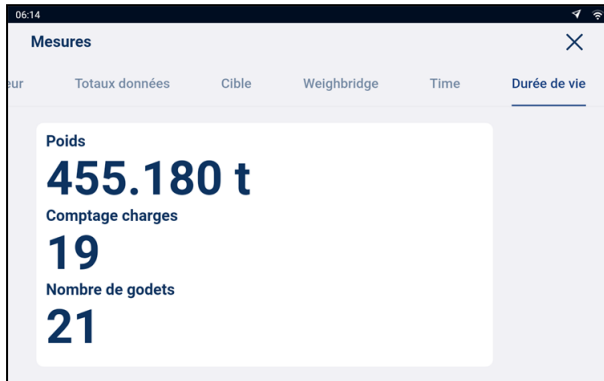 06:14
Mesures
eur Totaux données Cible Weighbridge Time Durée de vie
Poids
455.180 t
Comptage charges
19
Nombre de godets
21